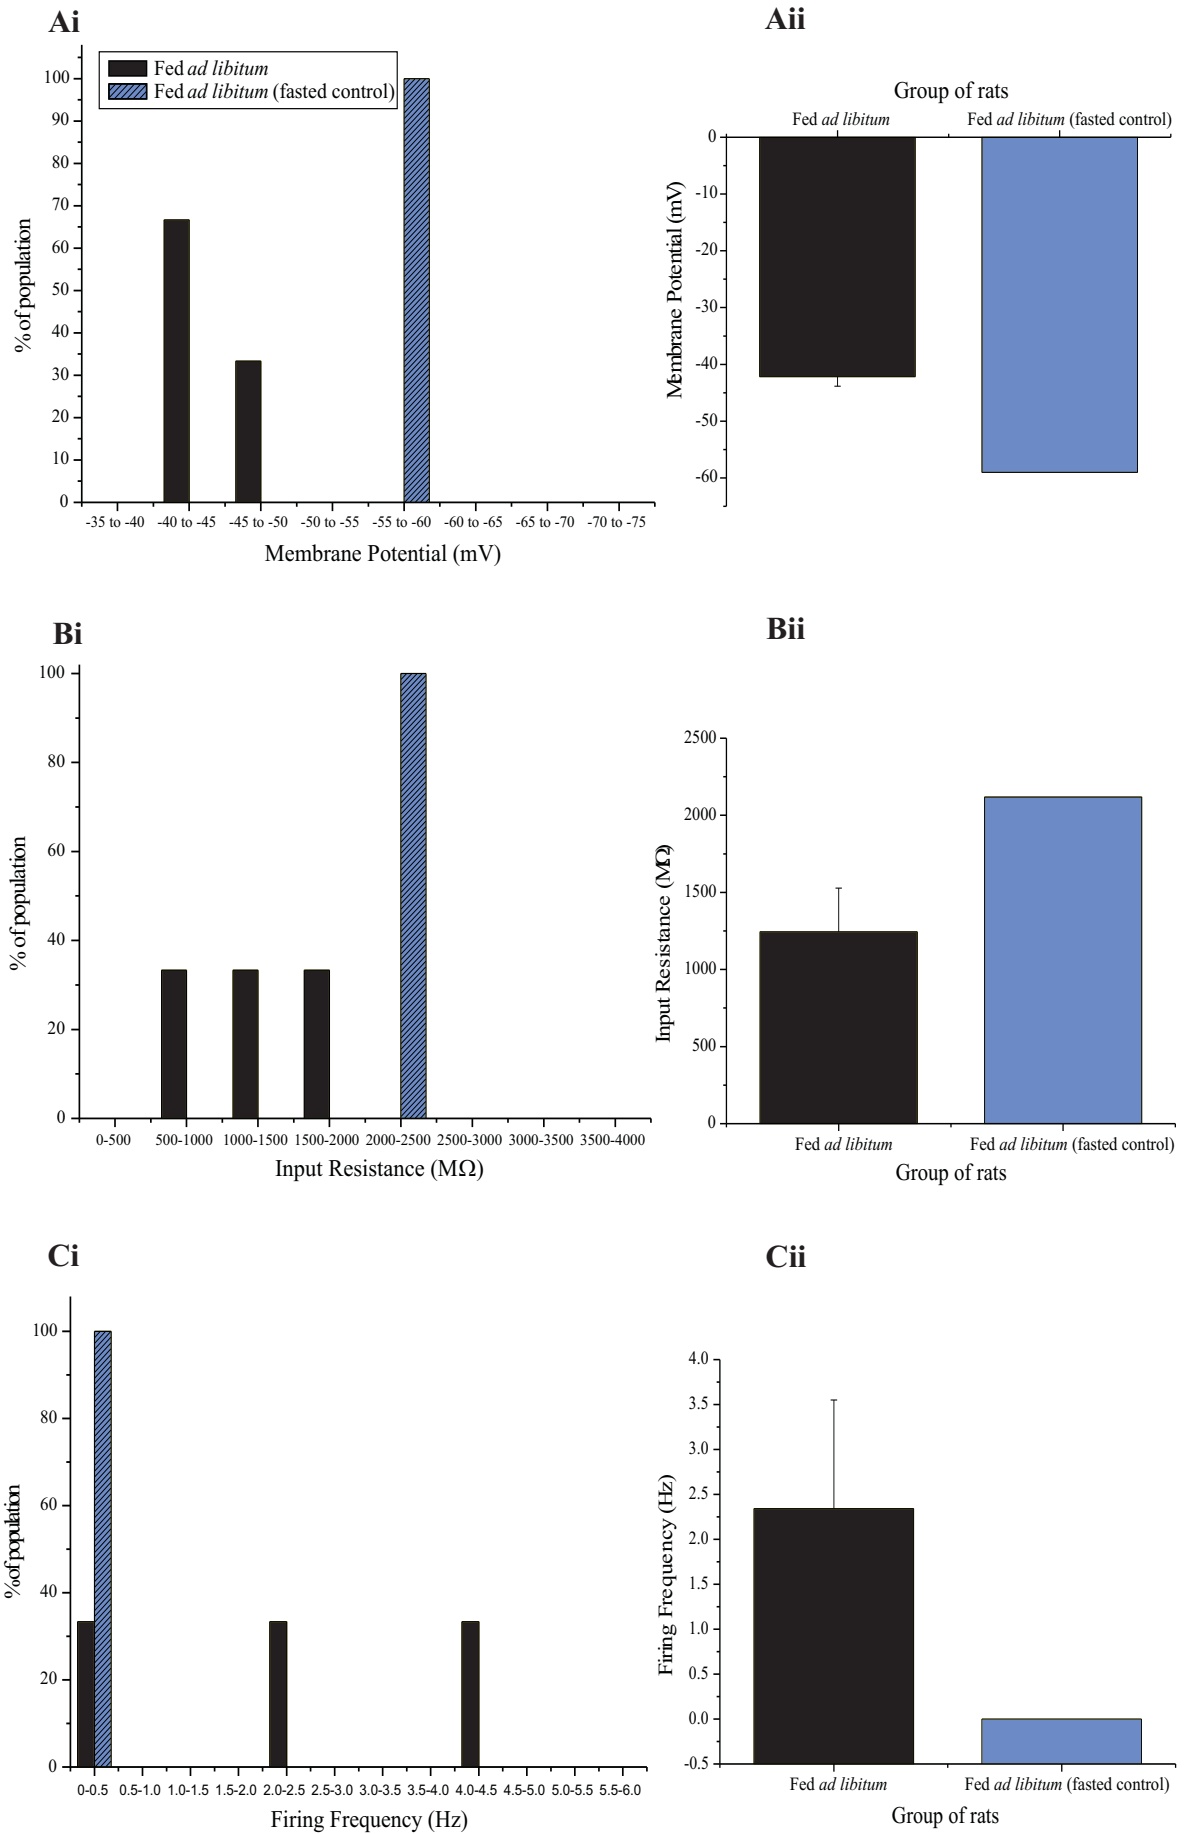 Ai
Fed ad libitum
Fed ad libitum (fasted control)
100
90
80
70
60
50
40
30
20
10
0
% of population
-35 to -40 -40 to -45 -45 to -50 -50 to -55 -55 to -60 -60 to -65 -65 to -70 -70 to -75
Membrane Potential (mV)
Aii
Group of rats
Fed ad libitum Fed ad libitum (fasted control)
0
-10
-20
-30
-40
-50
-60
Membrane Potential (mV)
Bi
100
80
60
40
20
0
% of population
0-500 500-1000 1000-1500 1500-2000 2000-2500 2500-3000 3000-3500 3500-4000
Input Resistance (MΩ)
Bii
2500
2000
1500
1000
500
0
Input Resistance (MΩ)
Fed ad libitum Fed ad libitum (fasted control)
Group of rats
Ci
100
80
60
40
20
0
% of population
0-0.5 0.5-1.0 1.0-1.5 1.5-2.0 2.0-2.5 2.5-3.0 3.0-3.5 3.5-4.0 4.0-4.5 4.5-5.0 5.0-5.5 5.5-6.0
Firing Frequency (Hz)
Cii
4.0
3.5
3.0
2.5
2.0
1.5
1.0
0.5
0.0
-0.5
Firing Frequency (Hz)
Fed ad libitum Fed ad libitum (fasted control)
Group of rats